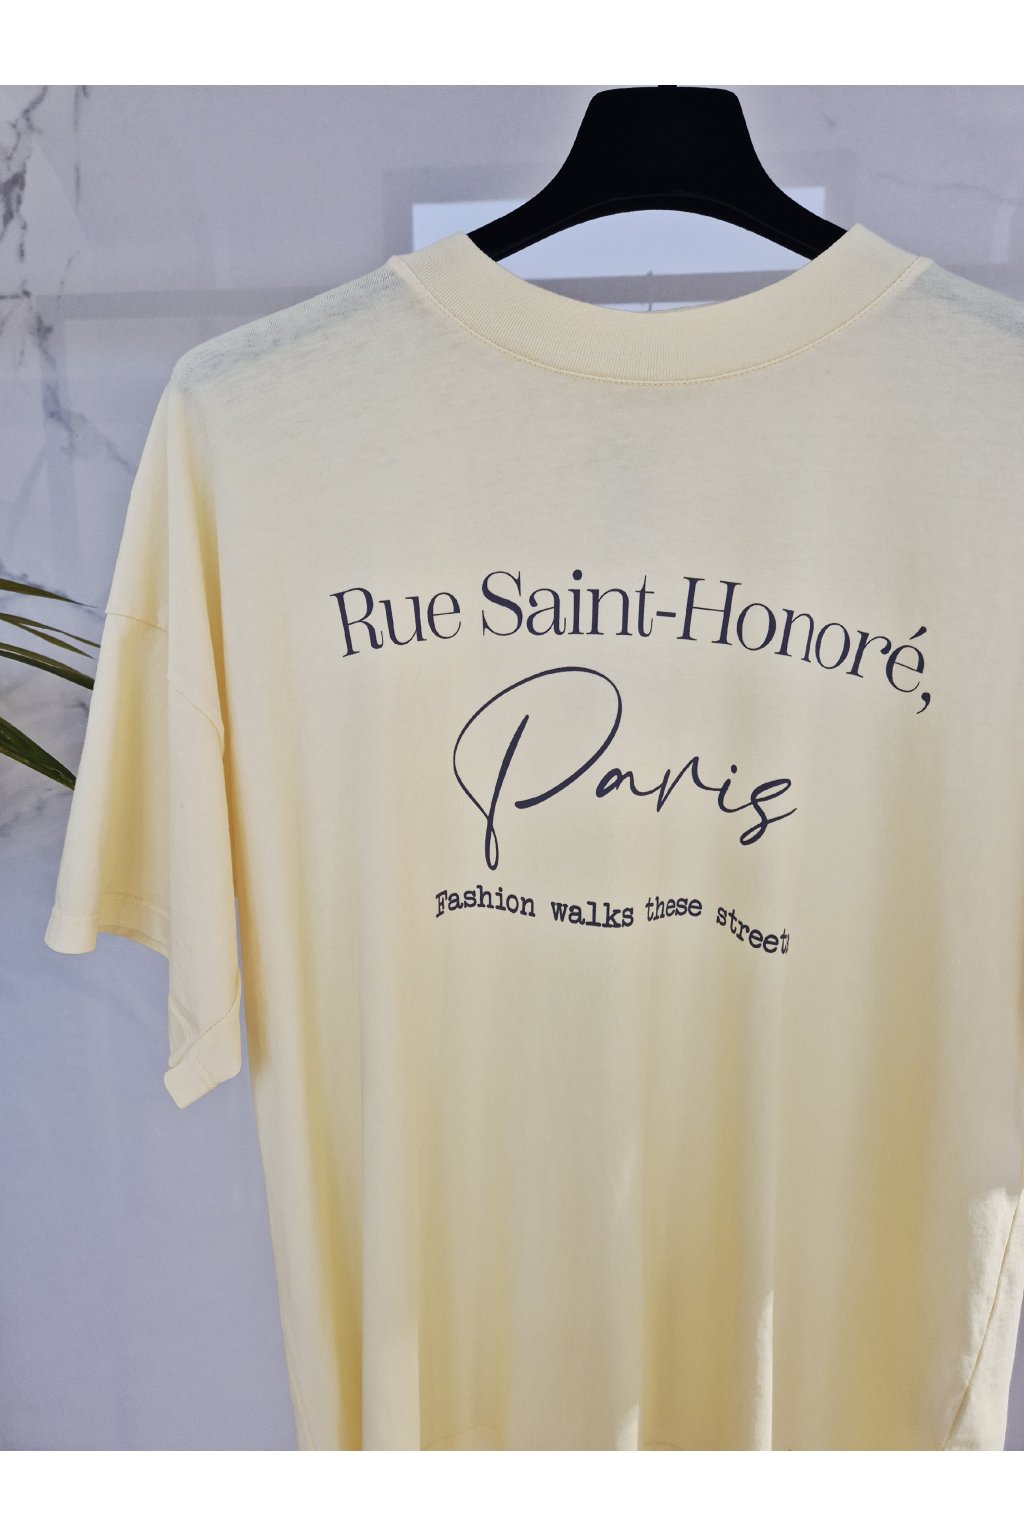 Rue Saint-Honoré,
Paris
Fashion walks these streets